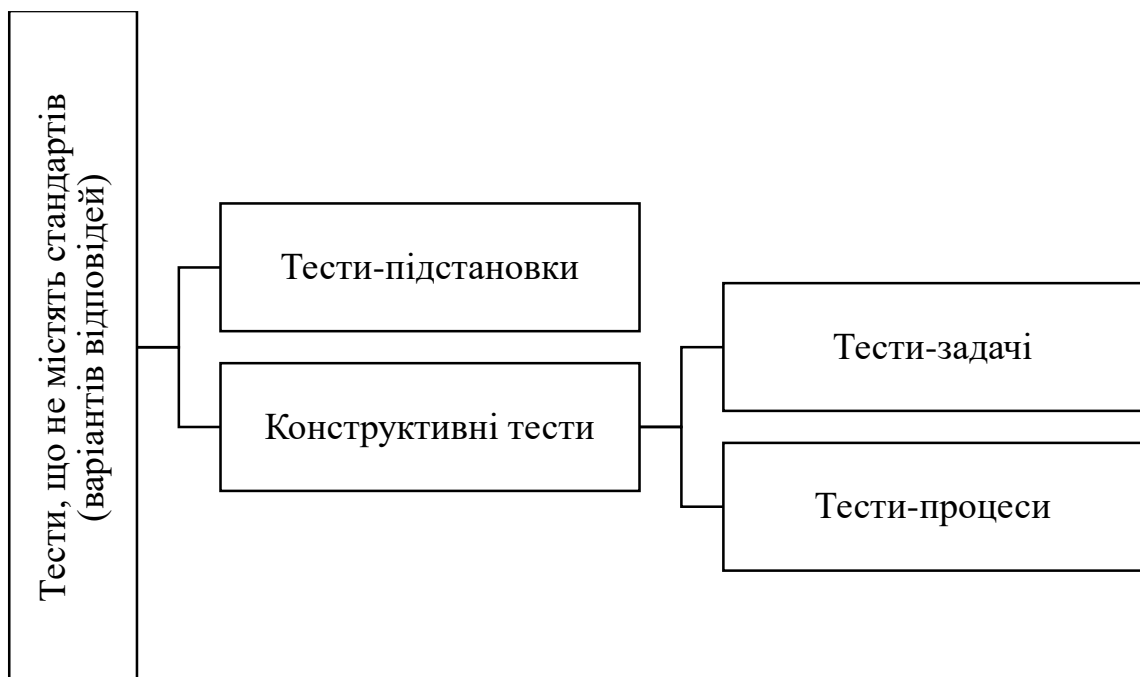 Тести, що не містять стандартів
(варіантів відповідей)
Тести-підстановки
Конструктивні тести
Тести-задачі
Тести-процеси